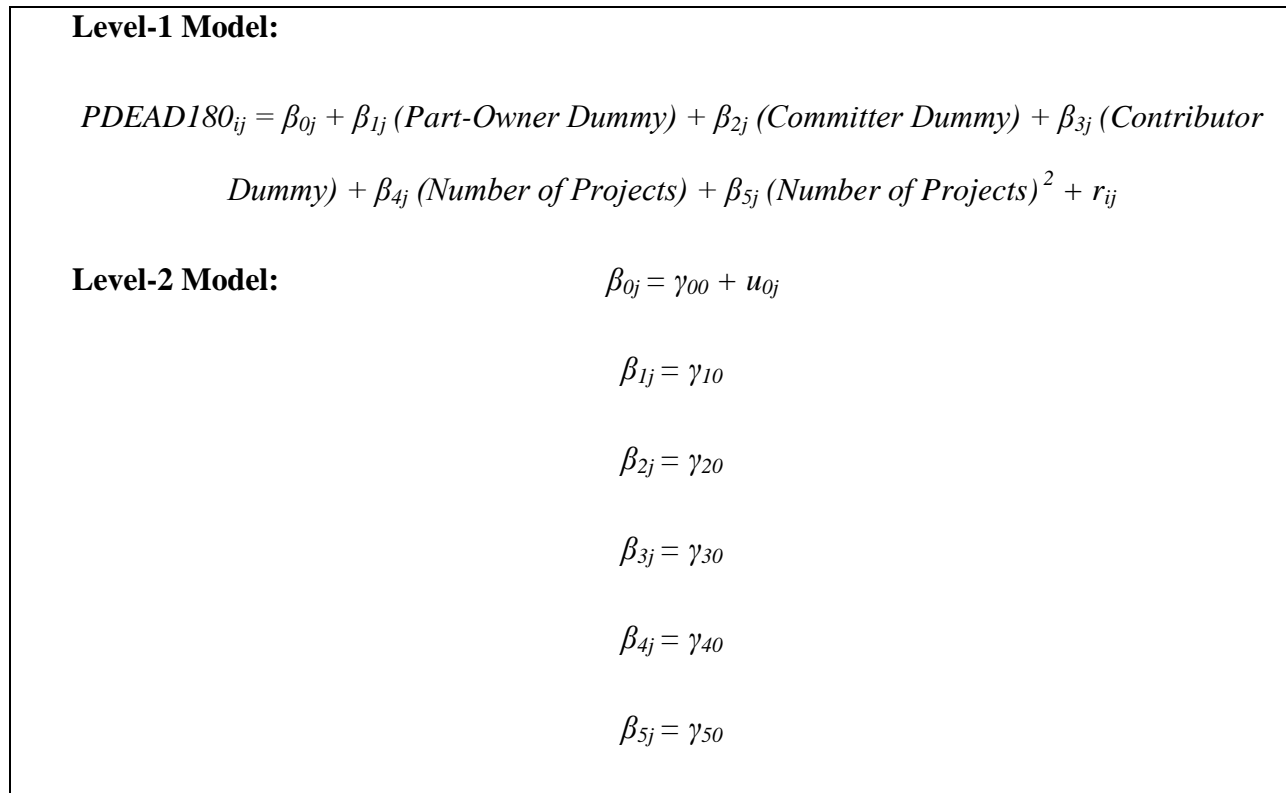 Level-1 Model:
PDEAD180ij = β0j + β1j (Part-Owner Dummy) + β2j (Committer Dummy) + β3j (Contributor
Dummy) + β4j (Number of Projects) + β5j (Number of Projects) 2 + rij
Level-2 Model: β0j = γ00 + u0j
β1j = γ10
β2j = γ20
β3j = γ30
β4j = γ40
β5j = γ50